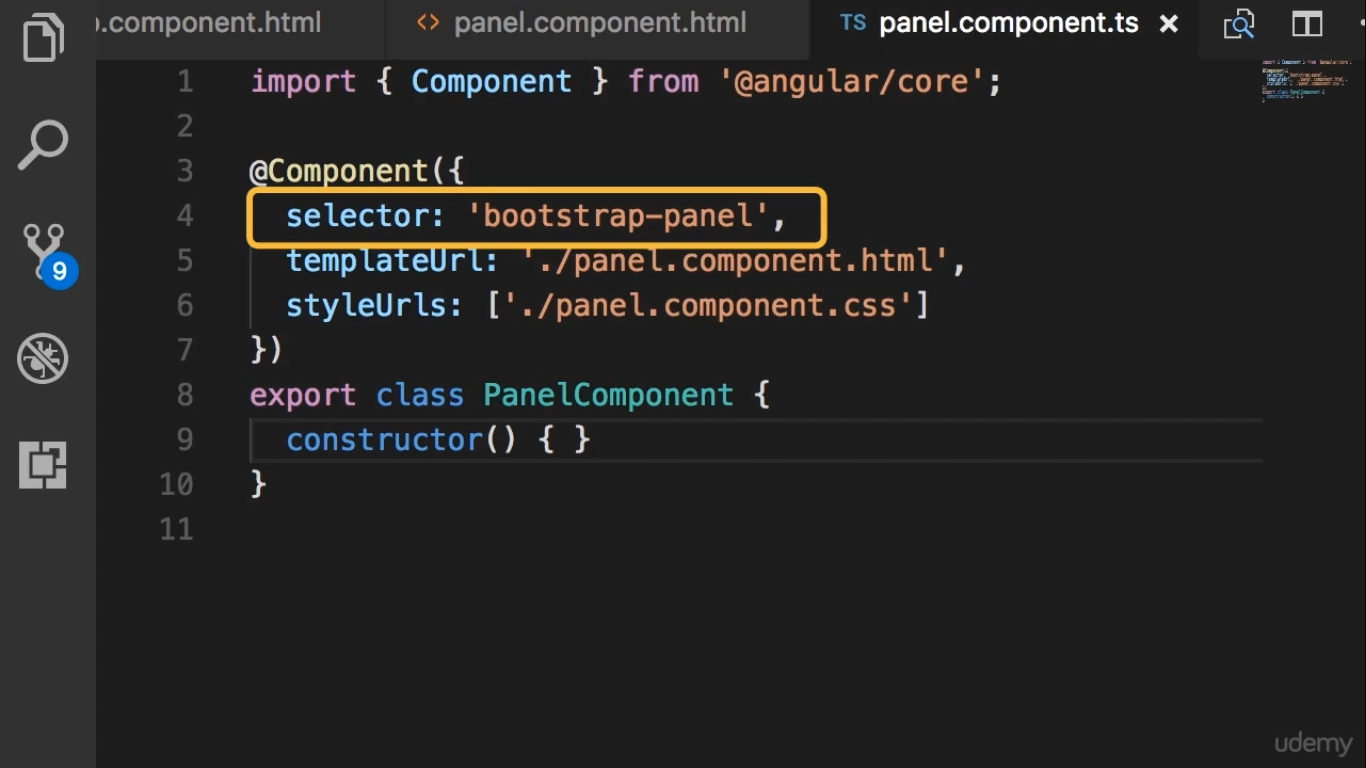 .component.html
<> panel.component.html
TS panel.component.ts ×
1 import { Component } from '@angular/core';
2
3 @Component({
4 selector: 'bootstrap-panel',
5 templateUrl: './panel.component.html',
6 styleUrls: ['./panel.component.css']
7 })
8 export class PanelComponent {
9 constructor() { }
10 }
11
9
udemy